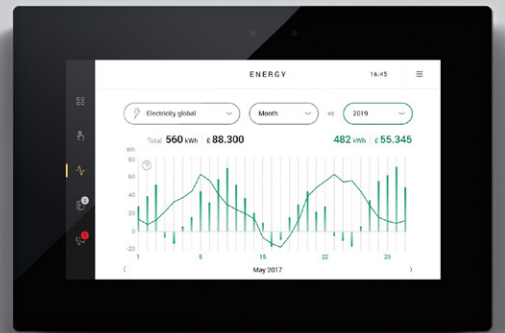 ENERGY
16:45
Electricity global
Month
vs
2019
Total 560 kWh £ 88.300
482 kWh £ 55.345
Wh
80
60
40
20
0
-20
1
8
15
22
29
May 2017